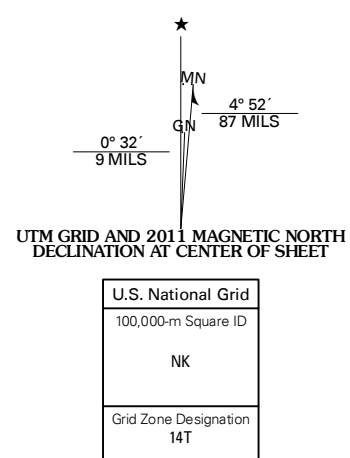 ★
MN
4° 52´
87 MILS
GN
0° 32´
9 MILS
UTM GRID AND 2011 MAGNETIC NORTH
DECLINATION AT CENTER OF SHEET
U.S. National Grid
100,000-m Square ID
NK
Grid Zone Designation
14T